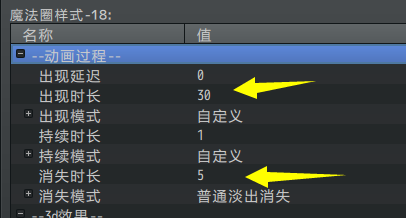 魔法圈样式-18:
名称 值
--动画过程--
出现延迟 0
出现时长 30
出现模式 自定义
持续时长 1
持续模式 自定义
消失时长 5
消失模式 普通淡出消失
--3d效果--